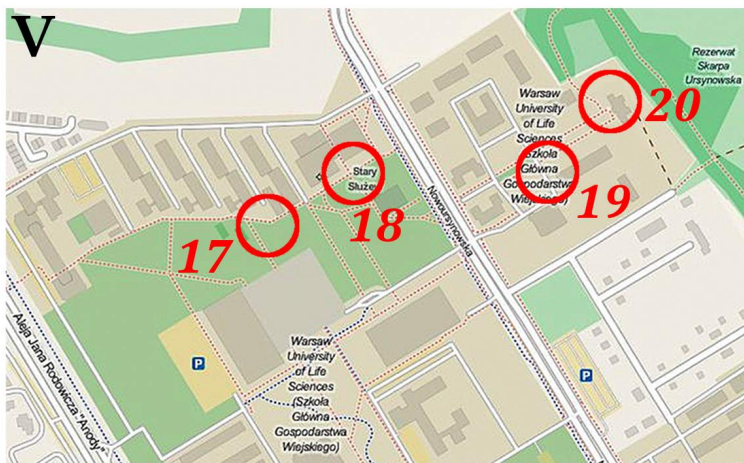 V
Rezerwat
Skarpa
Ursynowska
Warsaw
University
of Life
Sciences
(Szkoła
Główna
Gospodarstwa
Wiejskiego)
20
19
Stary
Służew
18
17
Nowoursynowska
Aleja Jana Rodowicza "Anody"
P
P
Warsaw
University
of Life
Sciences
(Szkoła
Główna
Gospodarstwa
Wiejskiego)